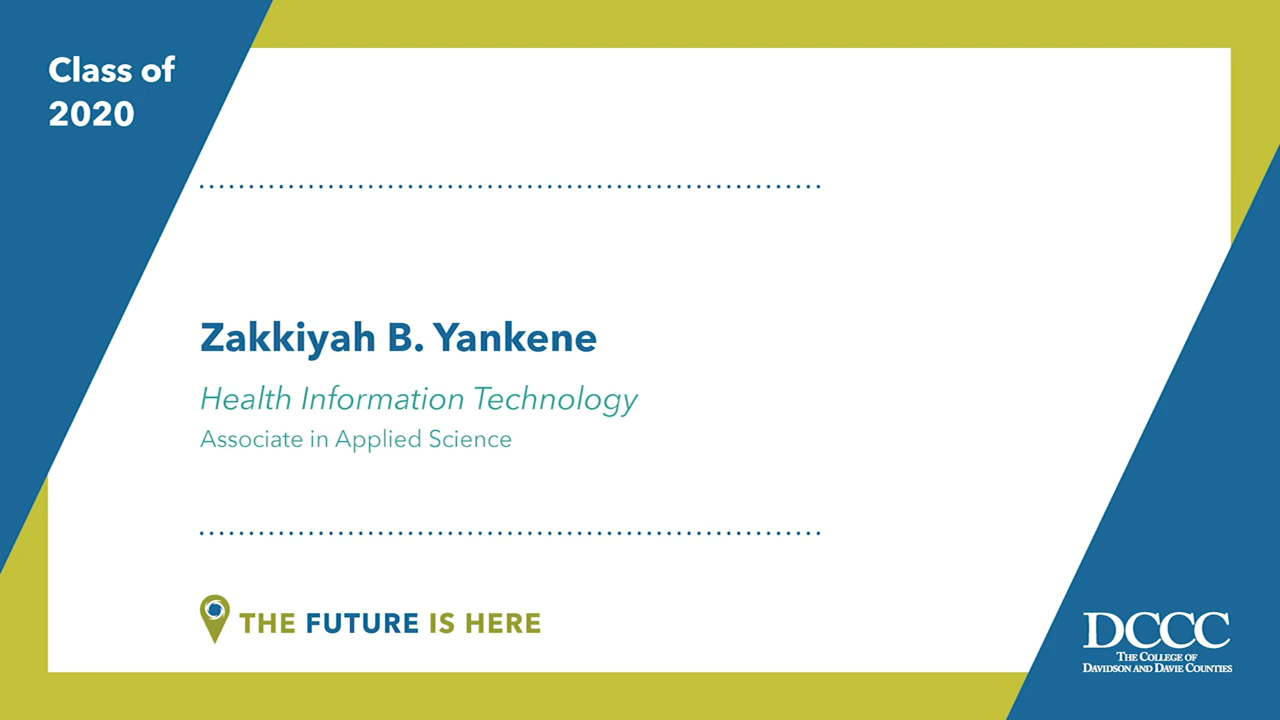 Class of
2020
Zakkiyah B. Yankene
Health Information Technology
Associate in Applied Science
THE FUTURE IS HERE
DCCC
THE COLLEGE OF
DAVIDSON AND DAVIE COUNTIES